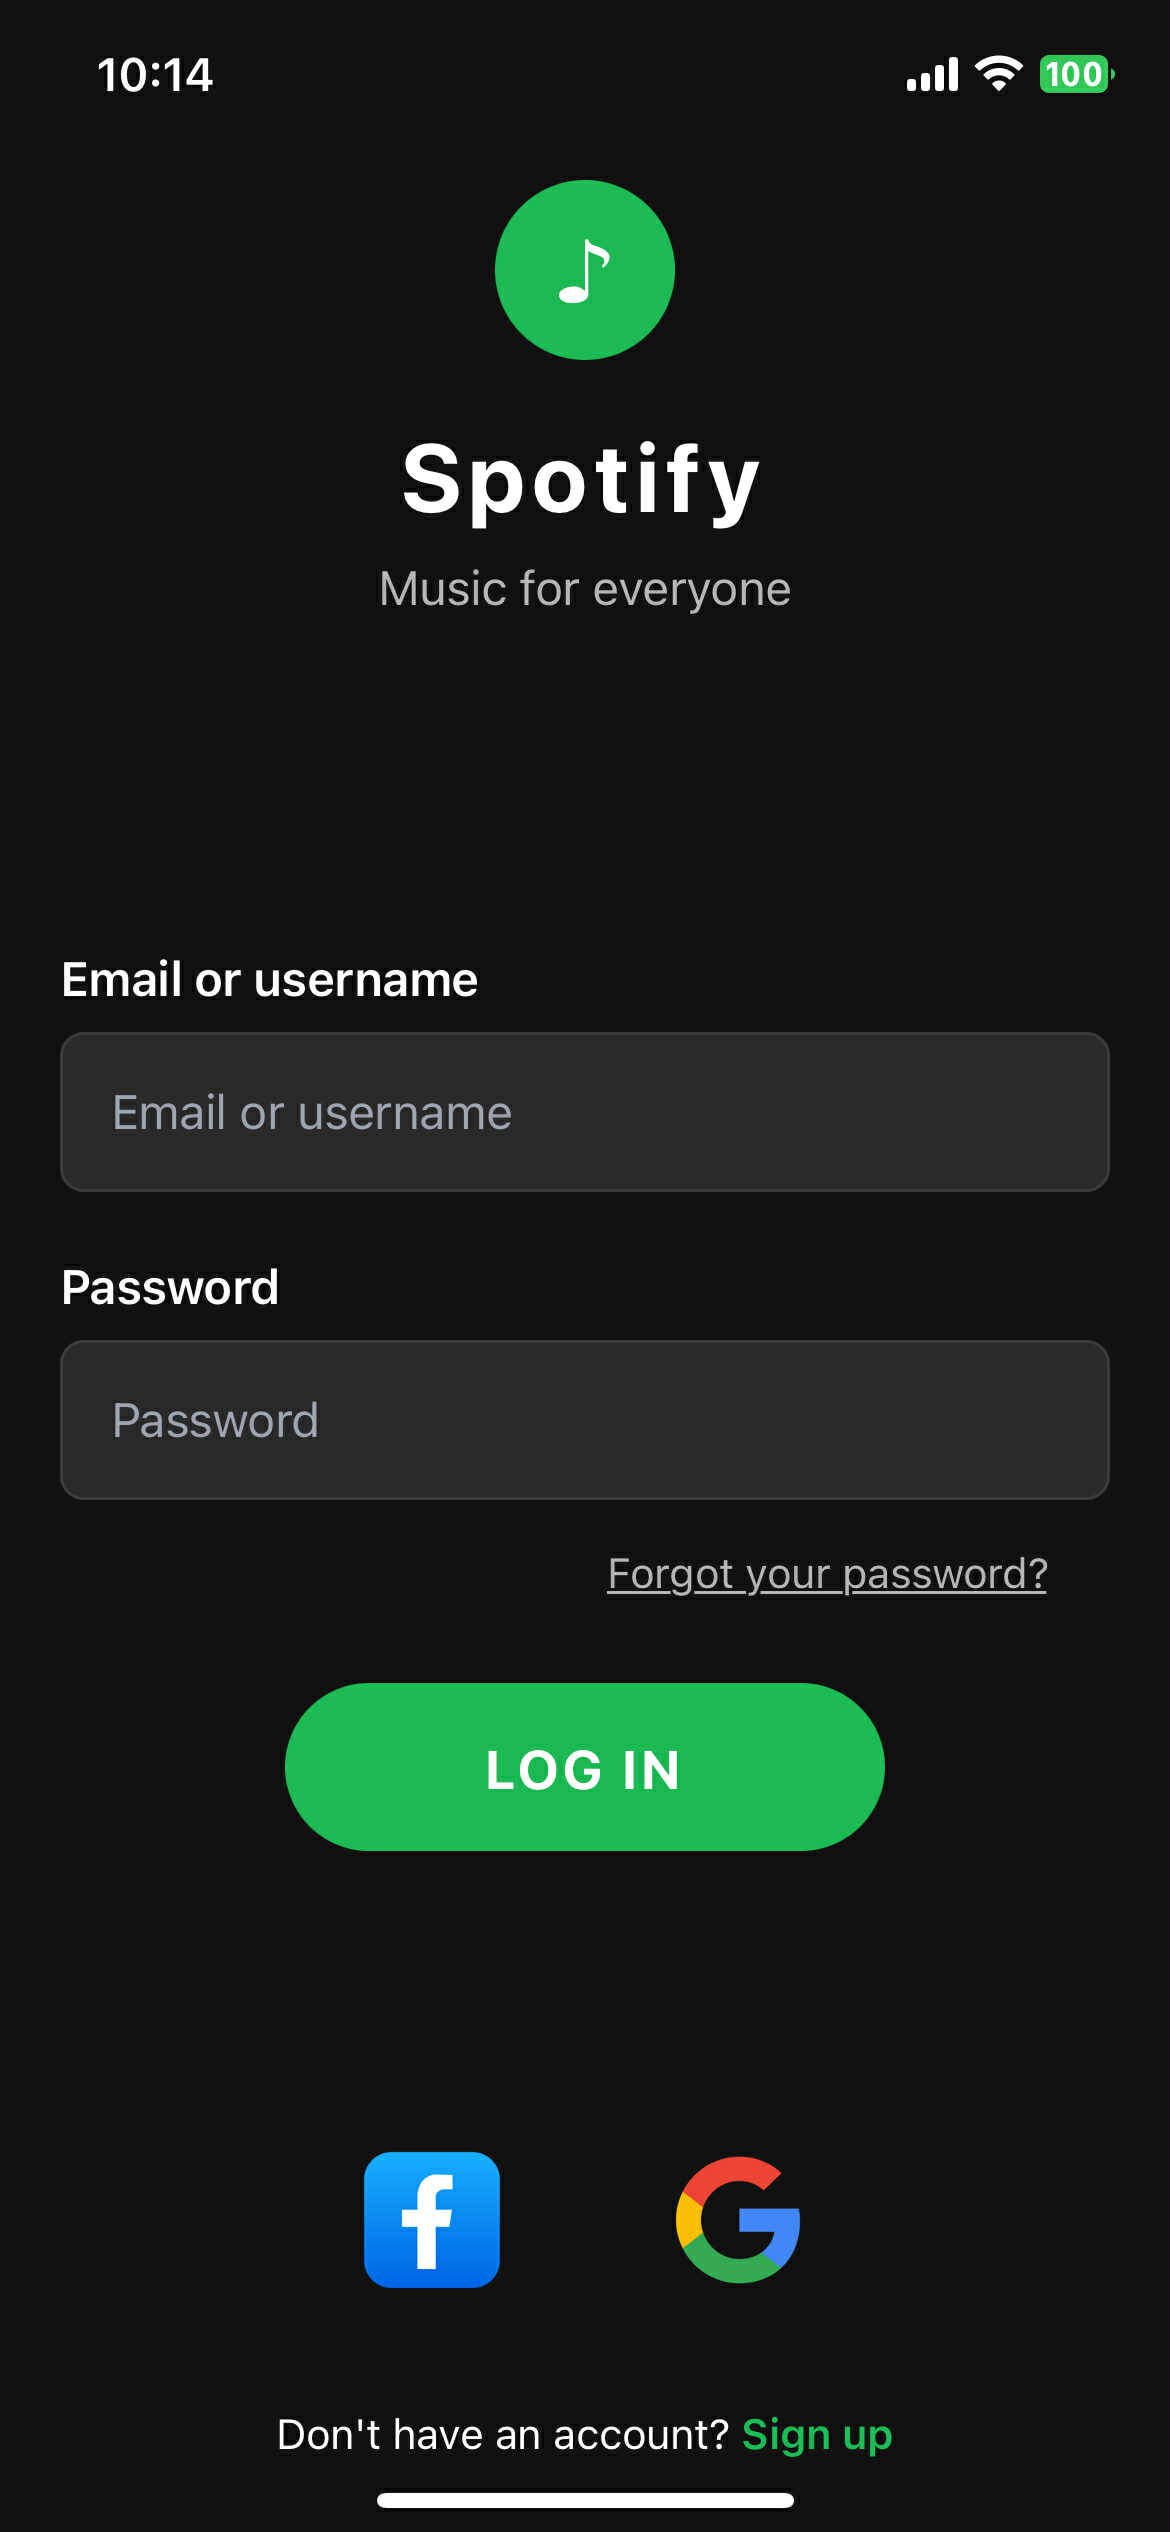 10:14
100
Spotify
Music for everyone
Email or username
Email or username
Password
Password
Forgot your password?
LOG IN
Don't have an account? Sign up